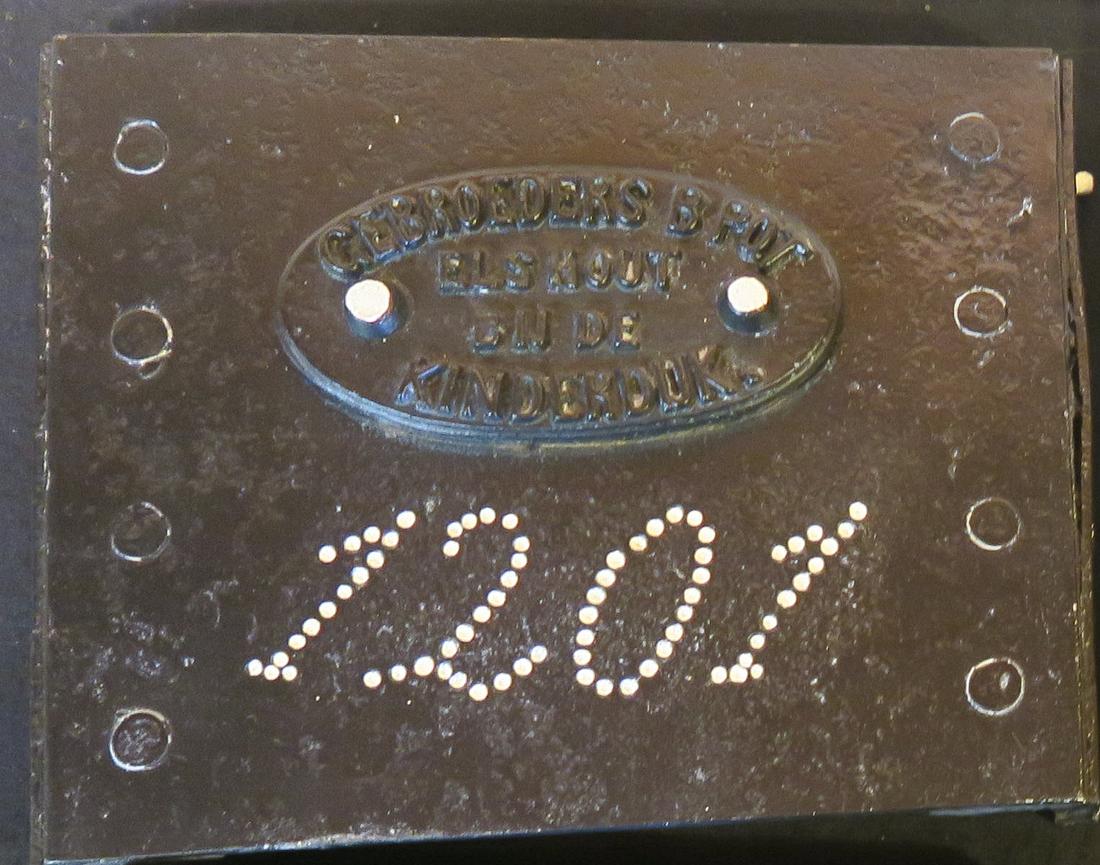 GEBROEDERS B POT
ELSHOUT
BIJ DE
KINDERDIJK.
1201